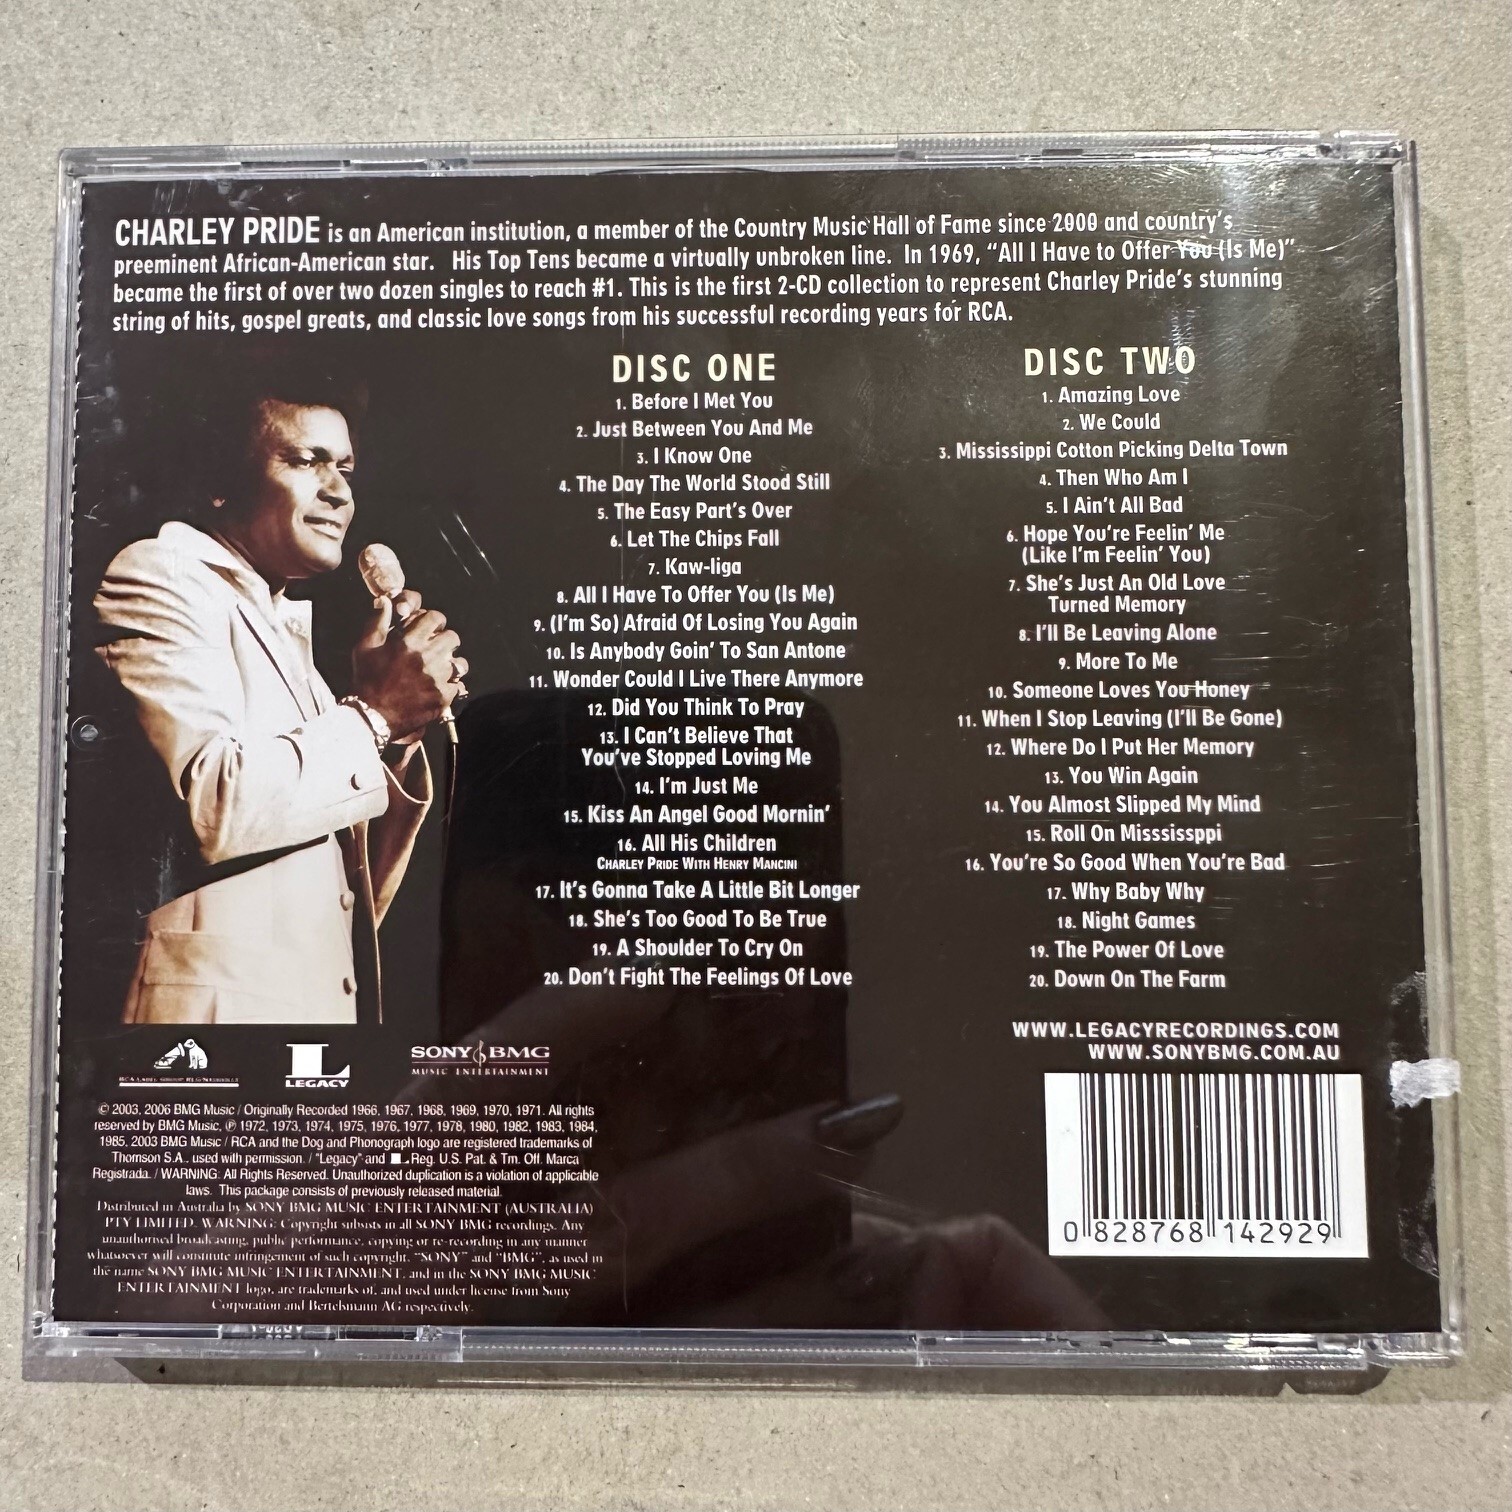 CHARLEY PRIDE is an American institution, a member of the Country Music Hall of Fame since 2000 and country's
preeminent African-American star. His Top Tens became a virtually unbroken line. In 1969, "All I Have to Offer You (Is Me)"
became the first of over two dozen singles to reach #1. This is the first 2-CD collection to represent Charley Pride's stunning
string of hits, gospel greats, and classic love songs from his successful recording years for RCA.
DISC ONE
1. Before I Met You
2. Just Between You And Me
3. I Know One
4. The Day The World Stood Still
5. The Easy Part's Over
6. Let The Chips Fall
7. Kaw-liga
8. All I Have To Offer You (Is Me)
9. (I'm So) Afraid Of Losing You Again
10. Is Anybody Goin' To San Antone
11. Wonder Could I Live There Anymore
12. Did You Think To Pray
13. I Can't Believe That
You've Stopped Loving Me
14. I'm Just Me
15. Kiss An Angel Good Mornin'
16. All His Children
CHARLEY PRIDE WITH HENRY MANCINI
17. It's Gonna Take A Little Bit Longer
18. She's Too Good To Be True
19. A Shoulder To Cry On
20. Don't Fight The Feelings Of Love
DISC TWO
1. Amazing Love
2. We Could
3. Mississippi Cotton Picking Delta Town
4. Then Who Am I
5. I Ain't All Bad
6. Hope You're Feelin' Me
(Like I'm Feelin' You)
7. She's Just An Old Love
Turned Memory
8. I'll Be Leaving Alone
9. More To Me
10. Someone Loves You Honey
11. When I Stop Leaving (I'll Be Gone)
12. Where Do I Put Her Memory
13. You Win Again
14. You Almost Slipped My Mind
15. Roll On Misssissppi
16. You're So Good When You're Bad
17. Why Baby Why
18. Night Games
19. The Power Of Love
20. Down On The Farm
WWW.LEGACYRECORDINGS.COM
WWW.SONYBMG.COM.AU
L
LEGACY
SONY BMG
MUSIC ENTERTAINMENT
© 2003, 2006 BMG Music / Originally Recorded 1966, 1967, 1968, 1969, 1970, 1971. All rights
reserved by BMG Music, ℗ 1972, 1973, 1974, 1975, 1976, 1977, 1978, 1980, 1982, 1983, 1984,
1985, 2003 BMG Music / RCA and the Dog and Phonograph logo are registered trademarks of
Thomson S.A.. used with permission. / "Legacy" and L Reg. U.S. Pat. & Tm. Off. Marca
Registrada. / WARNING: All Rights Reserved. Unauthorized duplication is a violation of applicable
laws. This package consists of previously released material.
Distributed in Australia by SONY BMG MUSIC ENTERTAINMENT (AUSTRALIA)
PTY LIMITED. WARNING: Copyright subsists in all SONY BMG recordings. Any
unauthorised broadcasting, public performance, copying or re-recording in any manner
whatsoever will constitute infringement of such copyright. "SONY" and "BMG", as used in
the name SONY BMG MUSIC ENTERTAINMENT, and in the SONY BMG MUSIC
ENTERTAINMENT logo, are trademarks of, and used under license from Sony
Corporation and Bertelsmann AG respectively.
0 828768 142929